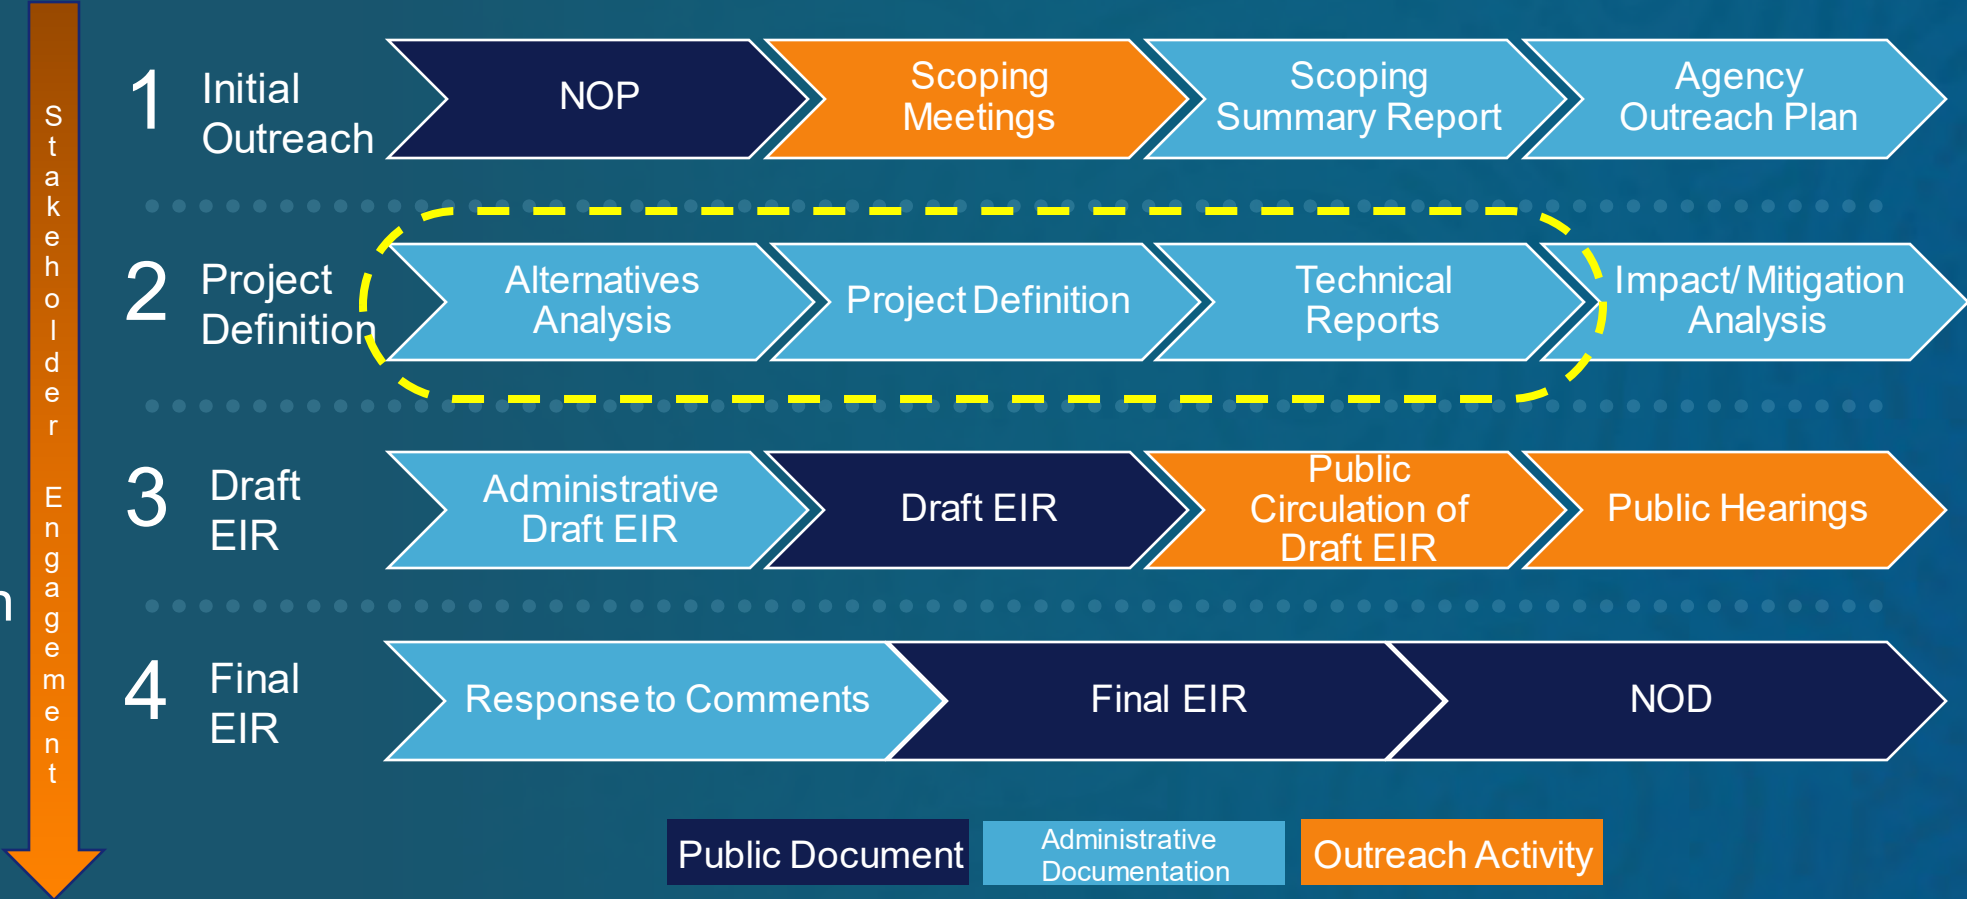 Stakeholder Engagement
1
Initial
Outreach
NOP
Scoping
Meetings
Scoping
Summary Report
Agency
Outreach Plan
2
Project
Definition
Alternatives
Analysis
Project Definition
Technical
Reports
Impact/ Mitigation
Analysis
3
Draft
EIR
Administrative
Draft EIR
Draft EIR
Public
Circulation of
Draft EIR
Public Hearings
n
4
Final
EIR
Response to Comments
Final EIR
NOD
Public Document
Administrative
Documentation
Outreach Activity